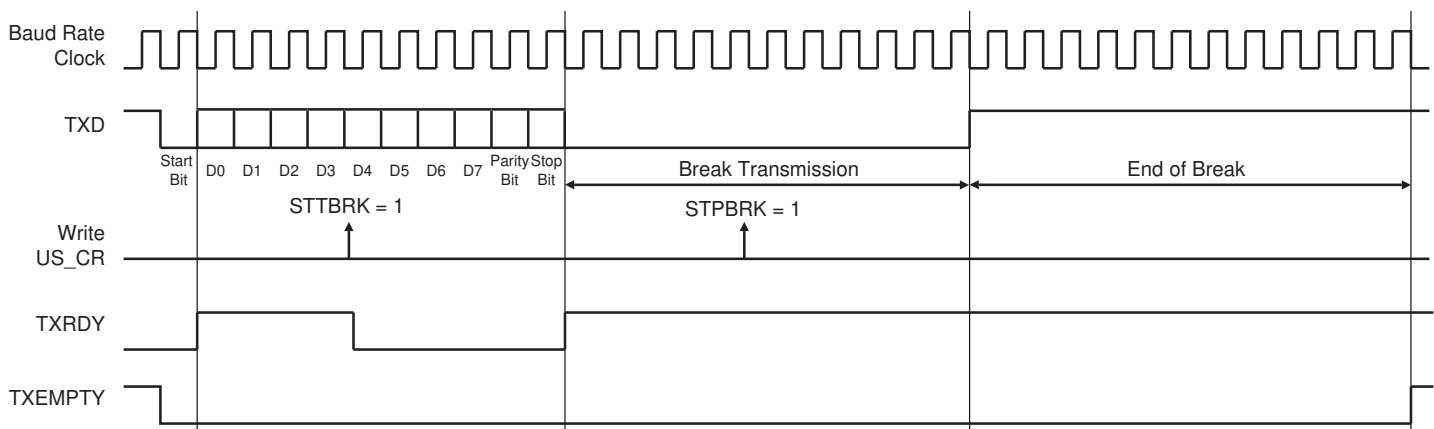 Baud Rate
Clock
TXD
Start
Bit
D0
D1
D2
D3
D4
D5
D6
D7
Parity
Bit
Stop
Bit
Break Transmission
End of Break
STTBRK = 1
STPBRK = 1
Write
US_CR
TXRDY
TXEMPTY